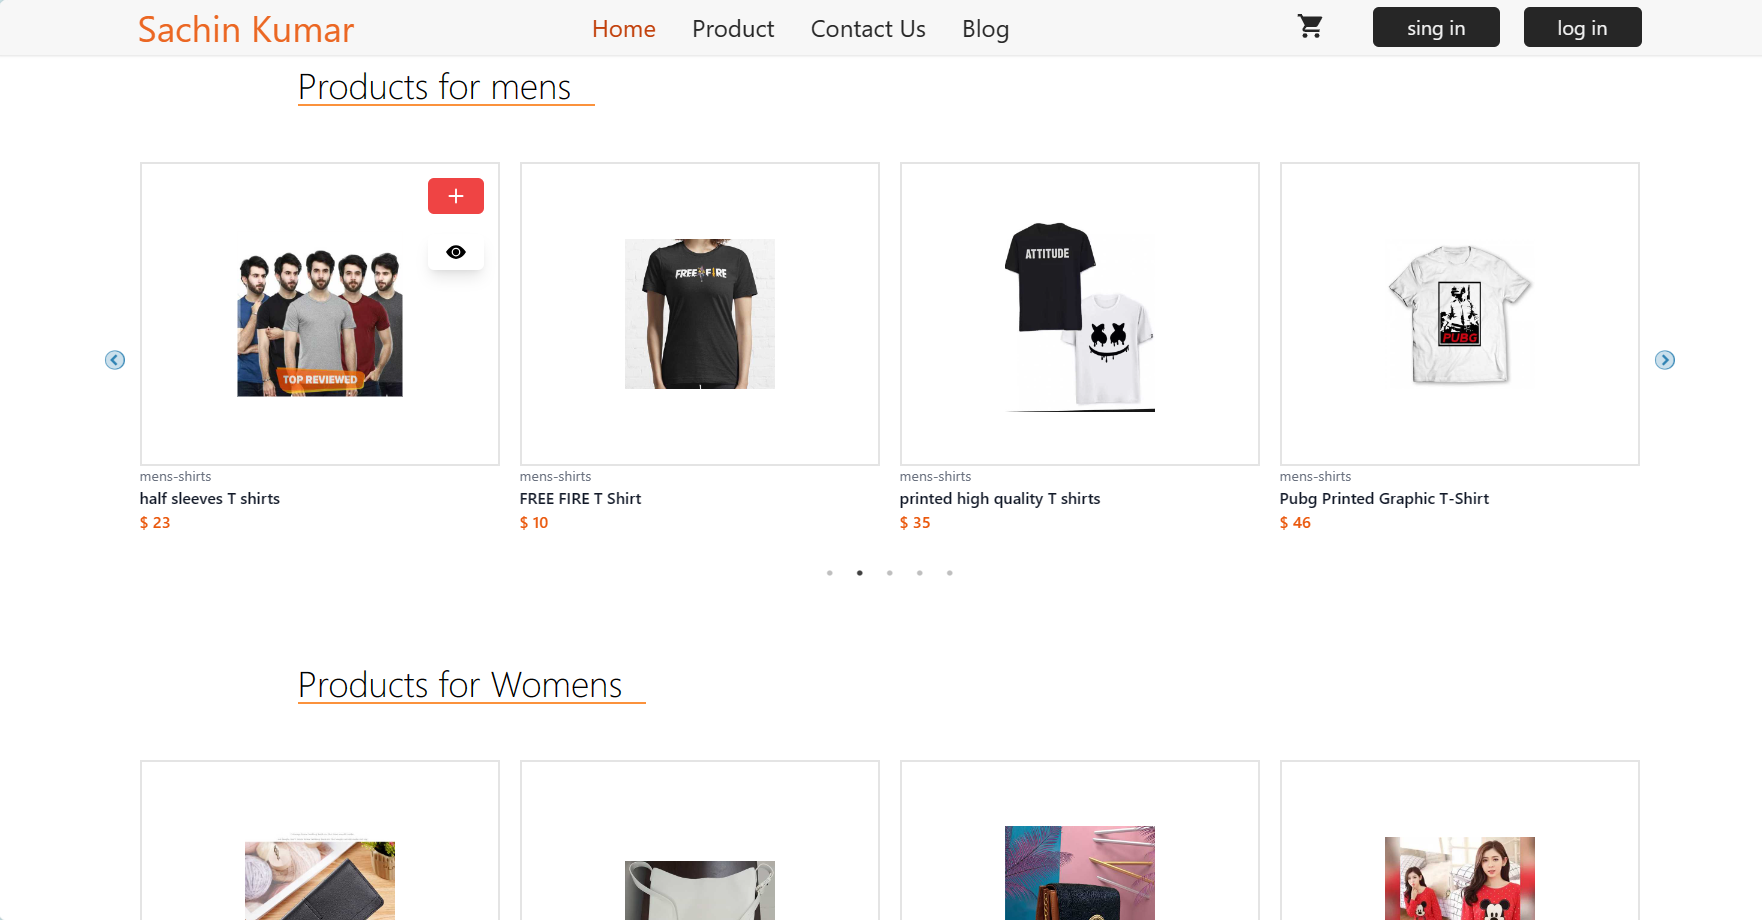 Sachin Kumar
Home Product Contact Us Blog
sing in
log in
Products for mens
TOP REVIEWED
FREE FIRE
ATTITUDE
PUBG
mens-shirts
half sleeves T shirts
$ 23
mens-shirts
FREE FIRE T Shirt
$ 10
mens-shirts
printed high quality T shirts
$ 35
mens-shirts
Pubg Printed Graphic T-Shirt
$ 46
Products for Womens